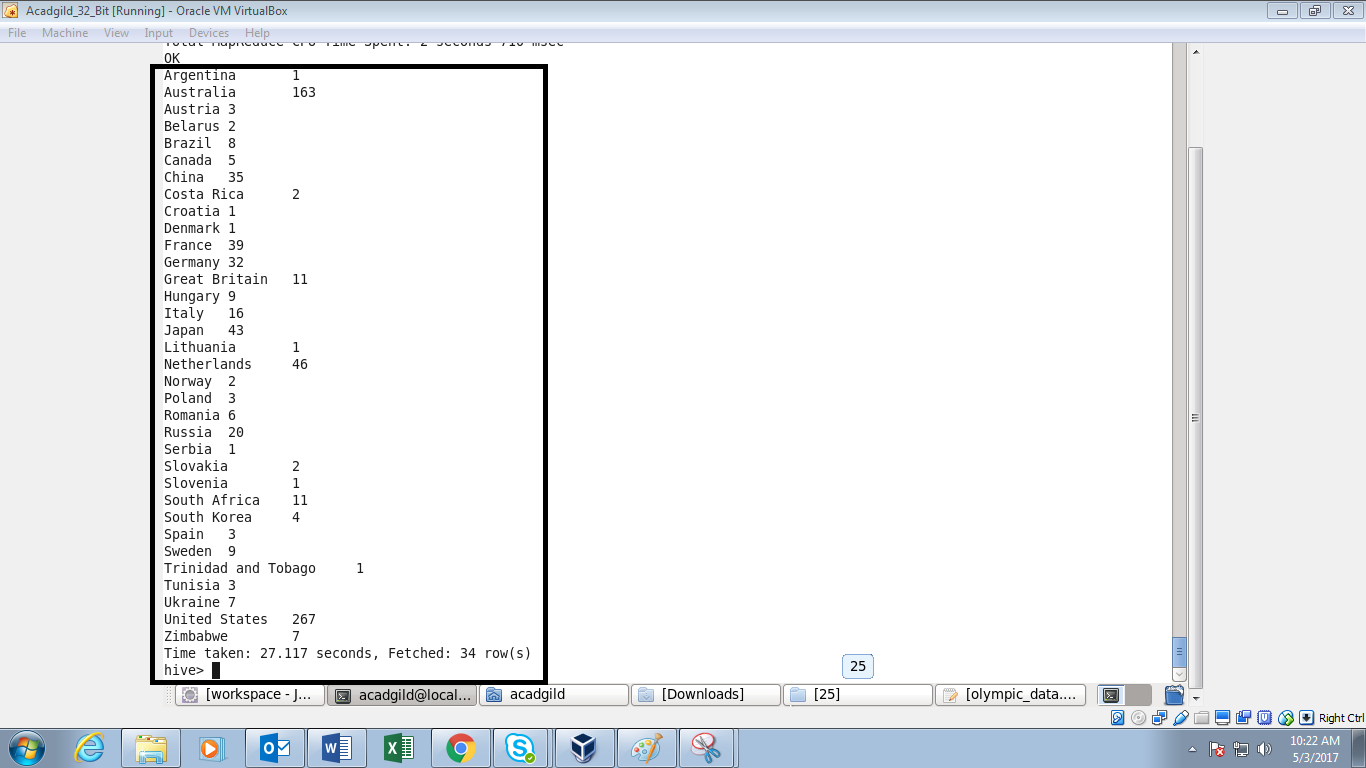 Acadgild_32_Bit [Running] - Oracle VM VirtualBox
File Machine View Input Devices Help
Total MapReduce CPU Time Spent: 2 seconds 710 msec
OK
Argentina 1
Australia 163
Austria 3
Belarus 2
Brazil 8
Canada 5
China 35
Costa Rica 2
Croatia 1
Denmark 1
France 39
Germany 32
Great Britain 11
Hungary 9
Italy 16
Japan 43
Lithuania 1
Netherlands 46
Norway 2
Poland 3
Romania 6
Russia 20
Serbia 1
Slovakia 2
Slovenia 1
South Africa 11
South Korea 4
Spain 3
Sweden 9
Trinidad and Tobago 1
Tunisia 3
Ukraine 7
United States 267
Zimbabwe 7
Time taken: 27.117 seconds, Fetched: 34 row(s)
hive>
25
[workspace - J... acadgild@local... acadgild [Downloads] [25] [olympic_data....
Right Ctrl
10:22 AM
5/3/2017